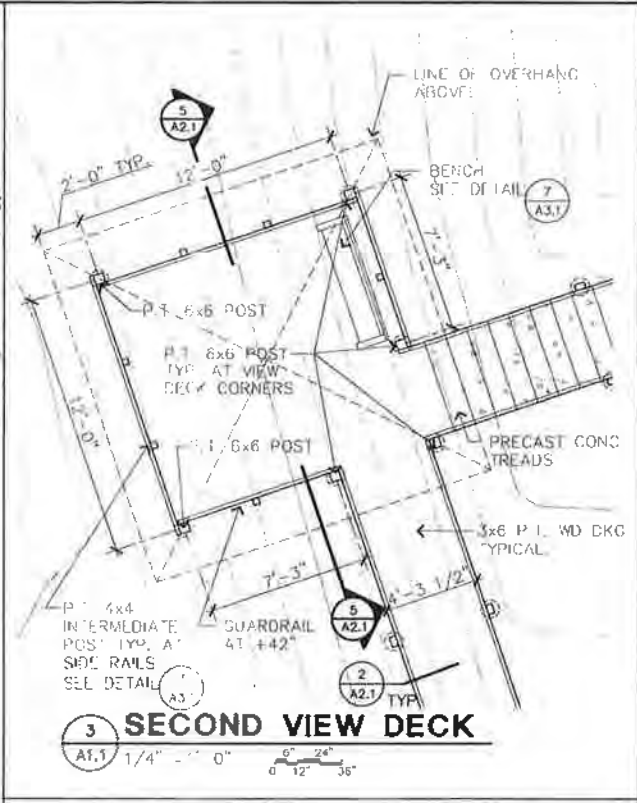 LINE OF OVERHANG
ABOVE
5
A2.1
2'-0" TYP.
12'-0"
BENCH
SEE DETAIL
7
A3.1
7'-3"
P.T. 6x6 POST
P.T. 6x6 POST
TYP. AT VIEW
DECK CORNERS
12'-0"
P.T. 6x6 POST
PRECAST CONC
TREADS
3x6 P.T. WD DKG
TYPICAL
7'-3"
4'-3 1/2"
P.T. 4x4
INTERMEDIATE
POST TYP. AT
SIDE RAILS
SEE DETAIL
GUARDRAIL
AT +42"
5
A2.1
2
A2.1
TYP
3
A1.1
SECOND VIEW DECK
1/4" - 1' 0"
6" 24"
0 12" 36"